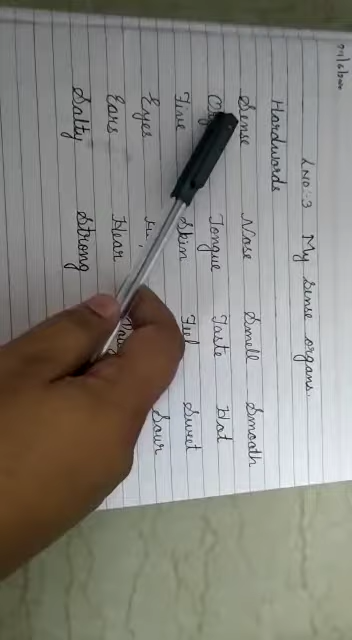 L NO:-3 My Sense organs.
Hardwords
Sense Nose Smell Smooth
Tongue Taste Hot
Five Skin Feel Sweet
Eyes Sour
Ears Hear
Salty Strong